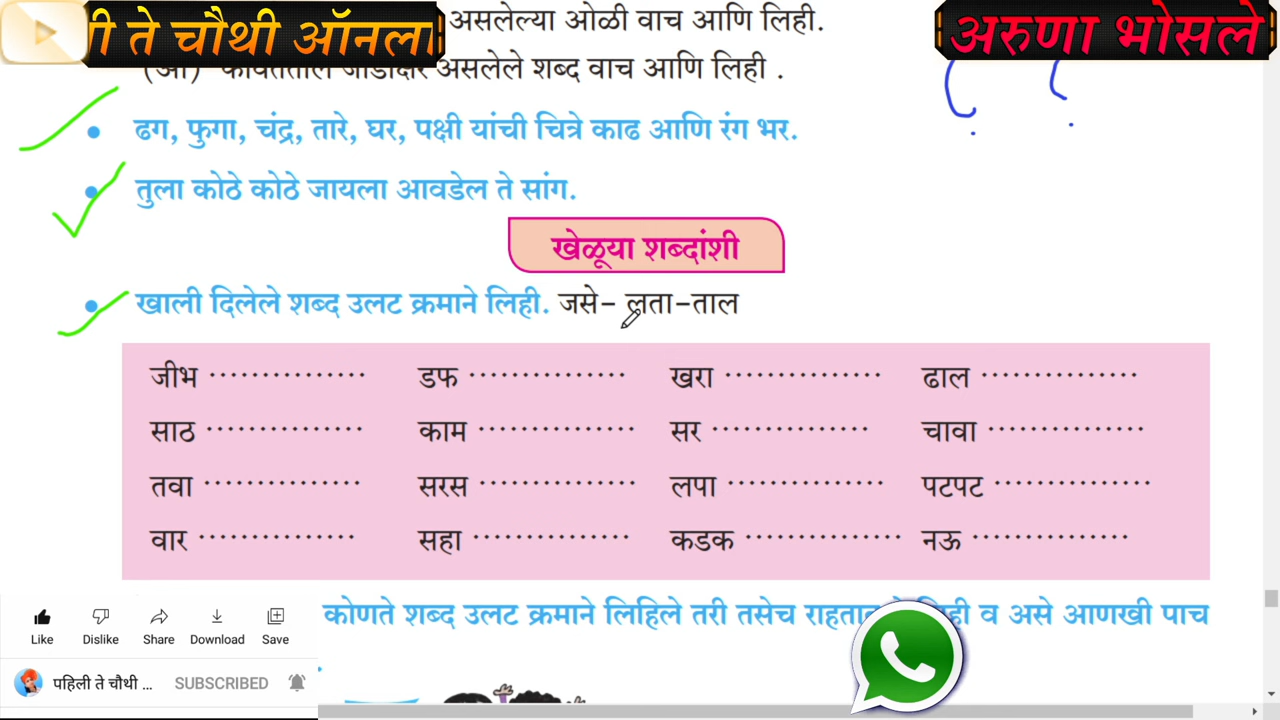 ी ते चौथी ऑनला
अरुणा भोसले
असलेल्या ओळी वाच आणि लिही.
असलेले शब्द वाच आणि लिही .
• ढग, फुगा, चंद्र, तारे, घर, पक्षी यांची चित्रे काढ आणि रंग भर.
• तुला कोठे कोठे जायला आवडेल ते सांग.
खेळूया शब्दांशी
• खाली दिलेले शब्द उलट क्रमाने लिही. जसे- लता-ताल
जीभ ............... डफ ............... खरा ............... ढाल ...............
साठ ............... काम ............... सर ............... चावा ...............
तवा ............... सरस ............... लपा ............... पटपट ...............
वार ............... सहा ............... कडक ............... नऊ ...............
कोणते शब्द उलट क्रमाने लिहिले तरी तसेच राहतात व असे आणखी पाच
Like Dislike Share Download Save
पहिली ते चौथी ... SUBSCRIBED